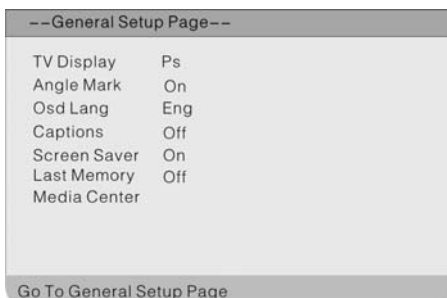 --General Setup Page--
TV Display Ps
Angle Mark On
Osd Lang Eng
Captions Off
Screen Saver On
Last Memory Off
Media Center
Go To General Setup Page